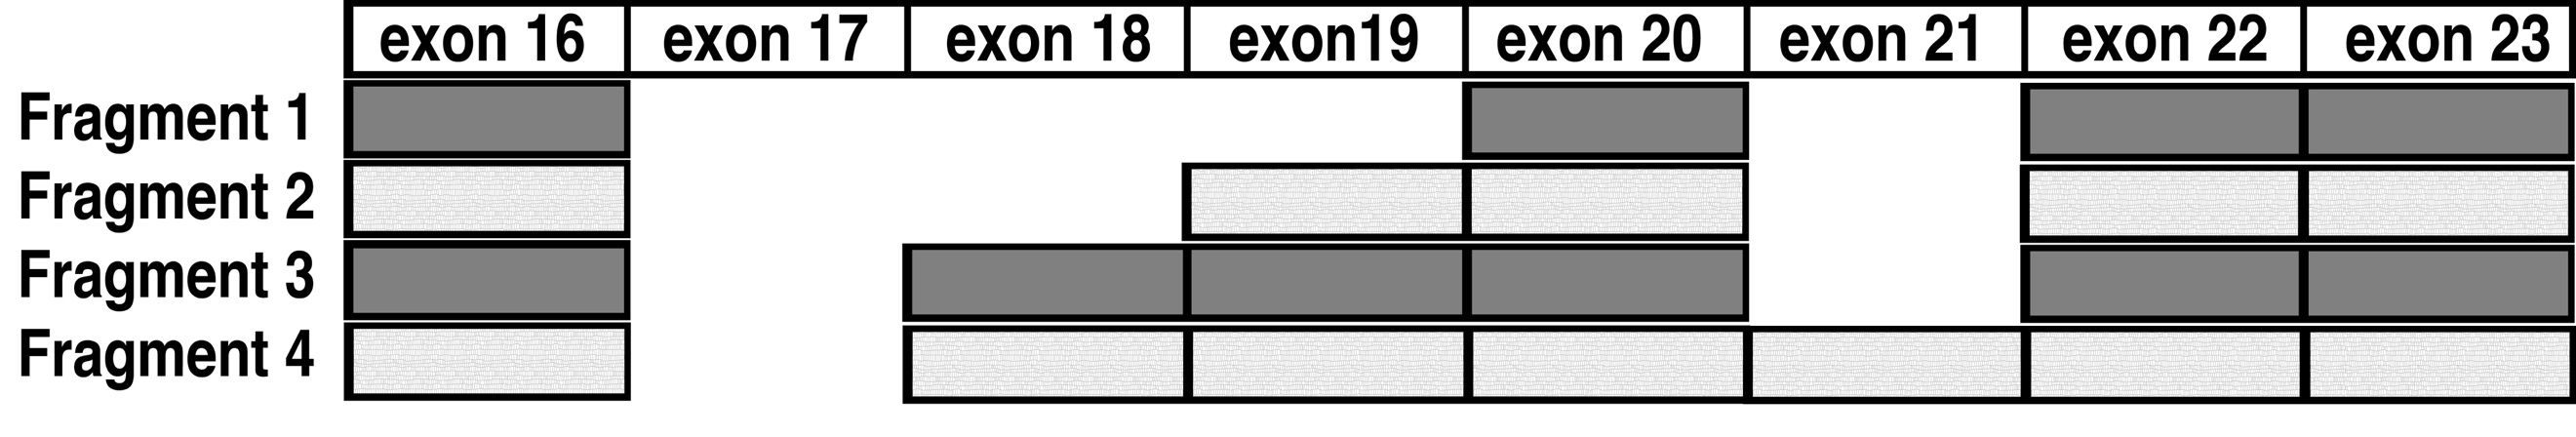 exon 16 exon 17 exon 18 exon19 exon 20 exon 21 exon 22 exon 23
Fragment 1
Fragment 2
Fragment 3
Fragment 4